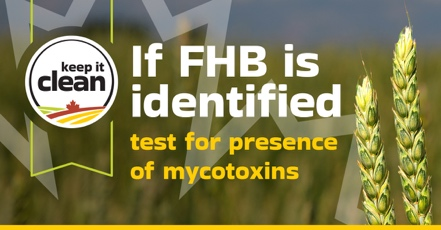 keep it
clean
If FHB is
identified
test for presence
of mycotoxins